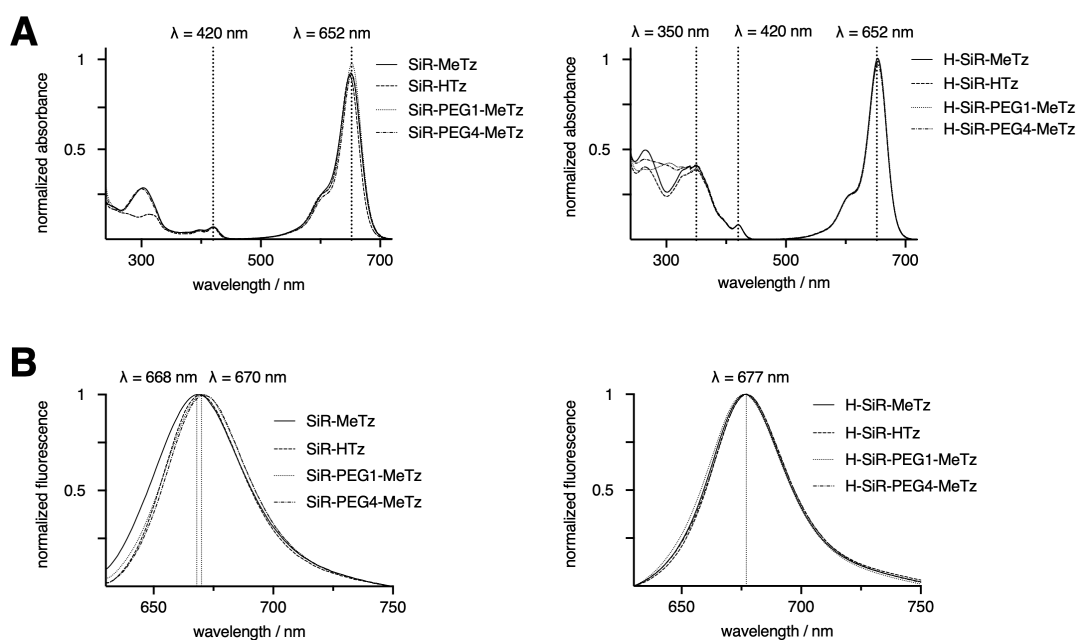 A
λ = 420 nm
λ = 652 nm
normalized absorbance
1
0.5
300
500
700
wavelength / nm
SiR-MeTz
SiR-HTz
SiR-PEG1-MeTz
SiR-PEG4-MeTz
λ = 350 nm
λ = 420 nm
λ = 652 nm
normalized absorbance
1
0.5
300
500
700
wavelength / nm
H-SiR-MeTz
H-SiR-HTz
H-SiR-PEG1-MeTz
H-SiR-PEG4-MeTz
B
λ = 668 nm
λ = 670 nm
normalized fluorescence
1
0.5
650
700
750
wavelength / nm
SiR-MeTz
SiR-HTz
SiR-PEG1-MeTz
SiR-PEG4-MeTz
λ = 677 nm
normalized fluorescence
1
0.5
650
700
750
wavelength / nm
H-SiR-MeTz
H-SiR-HTz
H-SiR-PEG1-MeTz
H-SiR-PEG4-MeTz